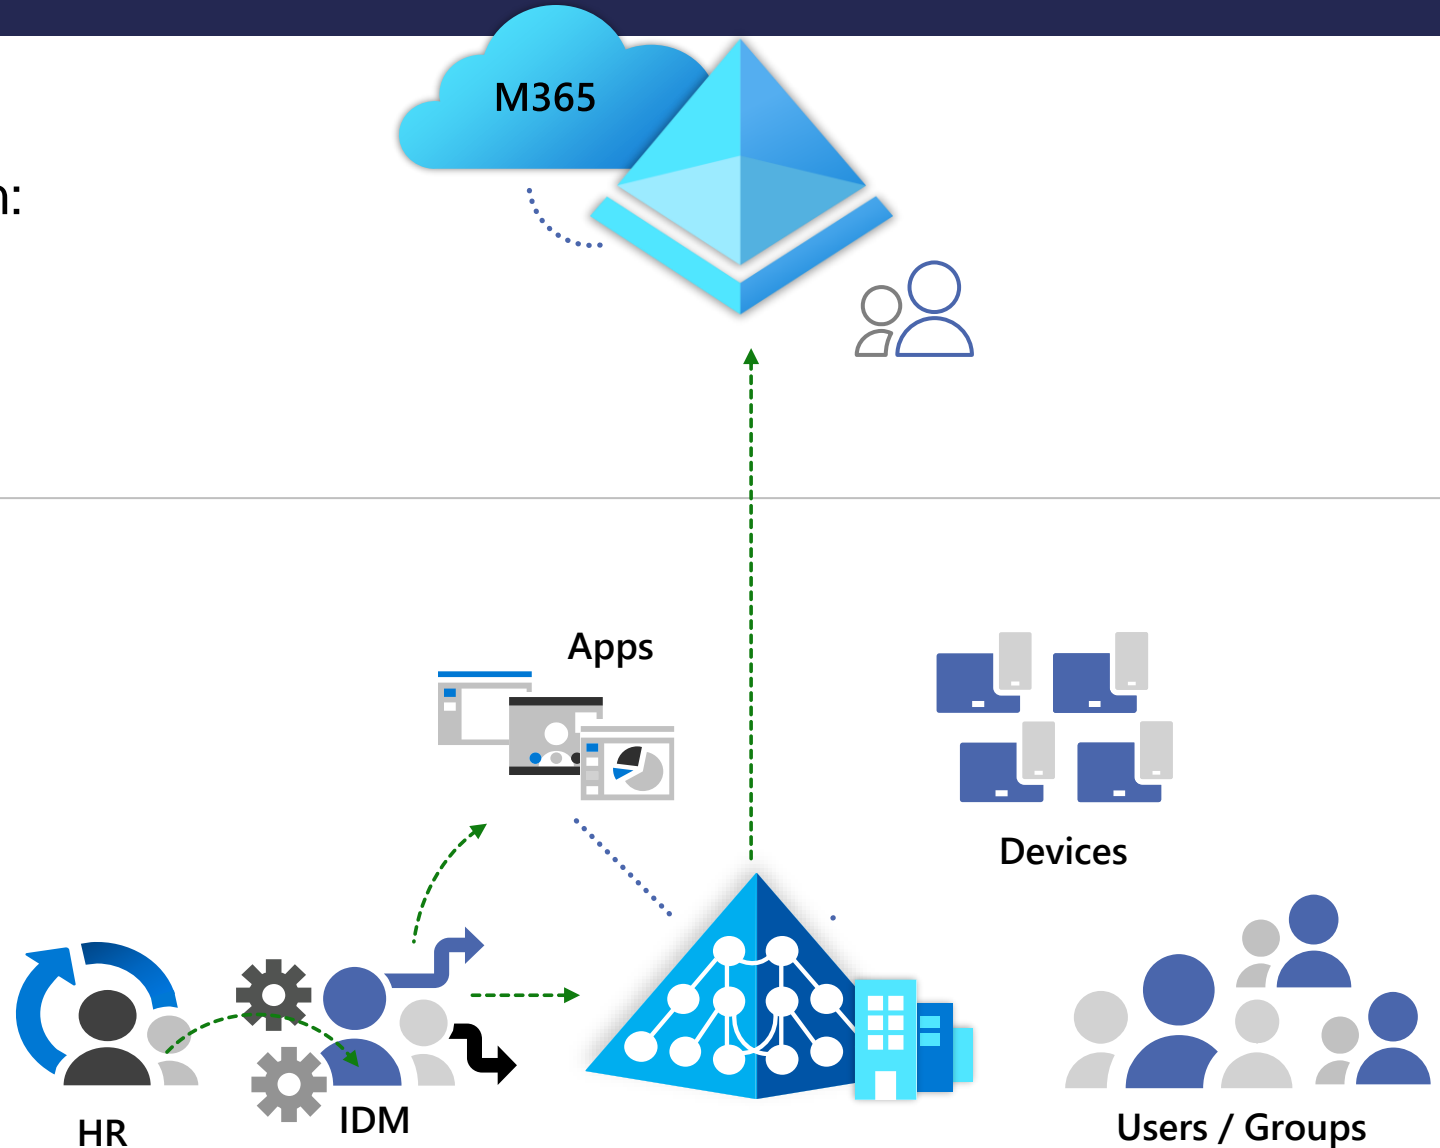 M365
n:
Apps
Devices
HR
IDM
Users / Groups